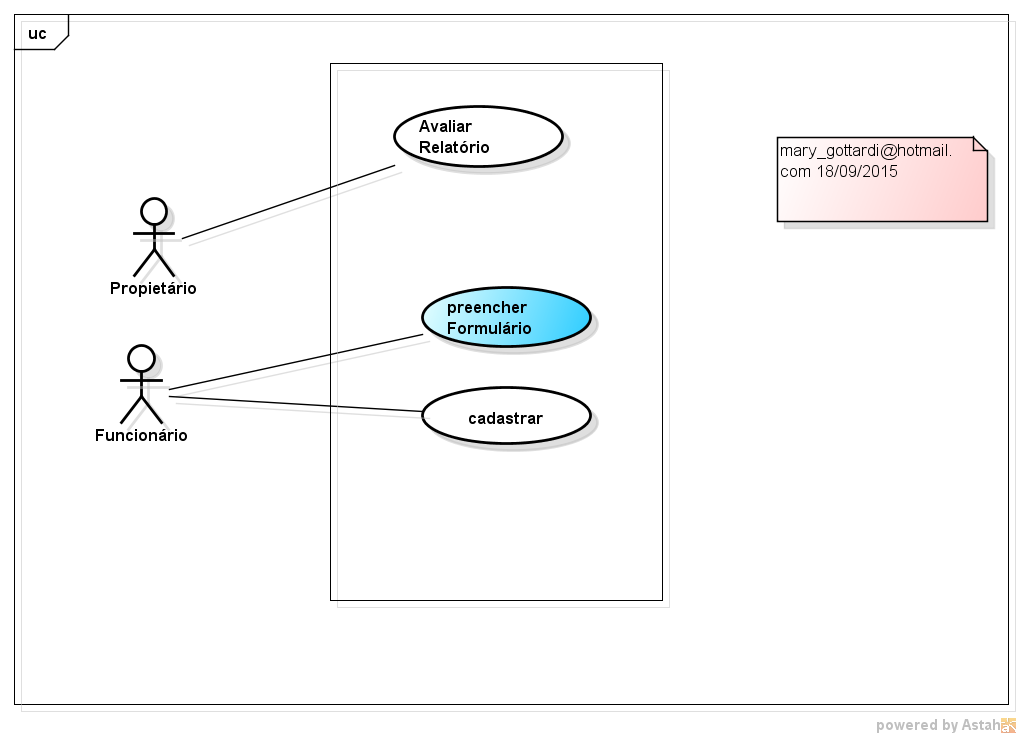 uc
Avaliar
Relatório
mary_gottardi@hotmail.
com 18/09/2015
Propietário
preencher
Formulário
cadastrar
Funcionário
powered by Astah